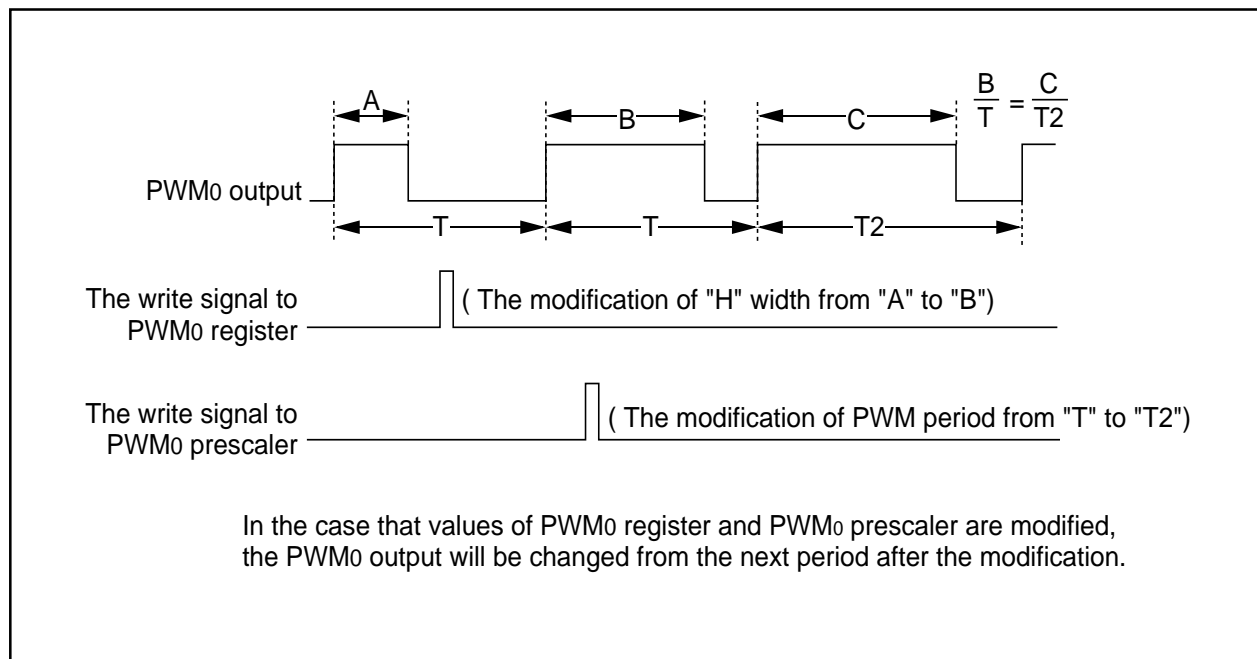 A
B
C
B/T = C/T2
PWM0 output
T
T
T2
The write signal to
PWM0 register
( The modification of "H" width from "A" to "B")
The write signal to
PWM0 prescaler
( The modification of PWM period from "T" to "T2")
In the case that values of PWM0 register and PWM0 prescaler are modified,
the PWM0 output will be changed from the next period after the modification.